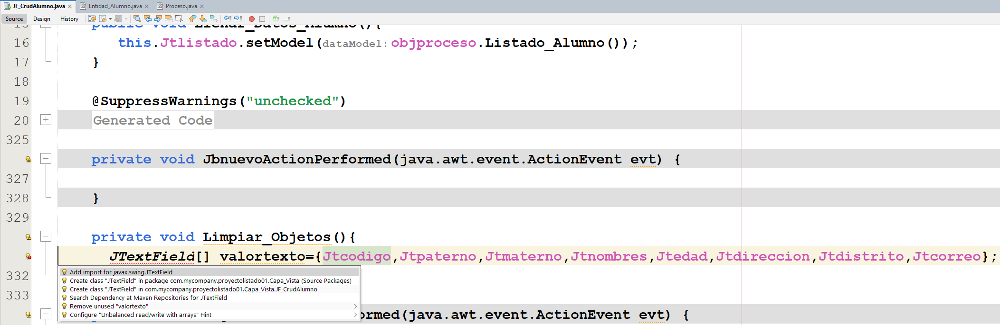 JF_CrudAlumno.java Entidad_Alumno.java Proceso.java
Source Design History
public void Llenar_Datos_Alumno(){
16 this.Jtlistado.setModel(dataModel:objproceso.Listado_Alumno());
17 }
18
19 @SuppressWarnings("unchecked")
20 Generated Code
325
private void JbnuevoActionPerformed(java.awt.event.ActionEvent evt) {
327
328 }
329
private void Limpiar_Objetos(){
JTextField[] valortexto={Jtcodigo,Jtpaterno,Jtmaterno,Jtnombres,Jtedad,Jtdireccion,Jtdistrito,Jtcorreo};
332
333
Add import for javax.swing.JTextField
Create class "JTextField" in package com.mycompany.proyectolistado01.Capa_Vista (Source Packages)
Create class "JTextField" in com.mycompany.proyectolistado01.Capa_Vista.JF_CrudAlumno
Search Dependency at Maven Repositories for JTextField
Remove unused "valortexto"
Configure "Unbalanced read/write with arrays" Hint
ormed(java.awt.event.ActionEvent evt) {